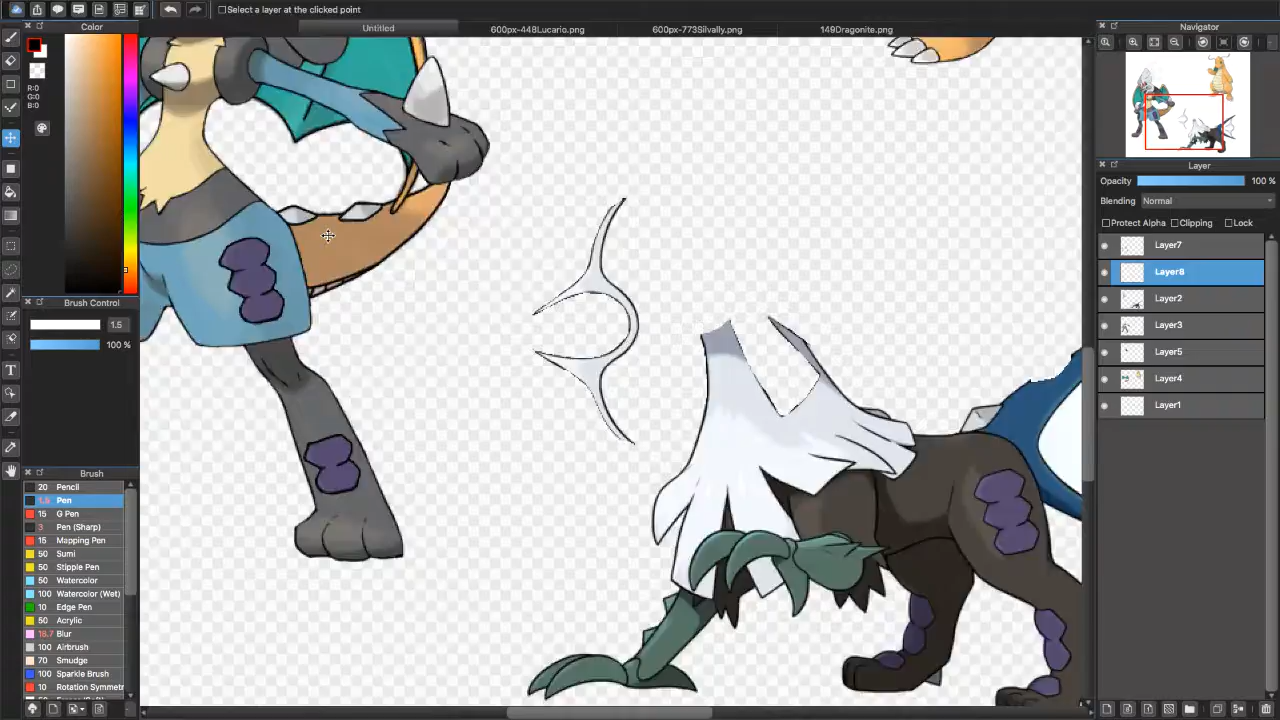 Select a layer at the clicked point
Color
Untitled
600px-448Lucario.png
600px-773Silvally.png
149Dragonite.png
Navigator
R:0
G:0
B:0
Layer
Opacity 100 %
Blending Normal
Protect Alpha Clipping Lock
Layer7
Layer8
Layer2
Layer3
Layer5
Layer4
Layer1
Brush Control
1.5
100 %
T
Brush
20 Pencil
1.5 Pen
15 G Pen
3 Pen (Sharp)
15 Mapping Pen
50 Sumi
50 Stipple Pen
50 Watercolor
100 Watercolor (Wet)
10 Edge Pen
50 Acrylic
18.7 Blur
100 Airbrush
70 Smudge
100 Sparkle Brush
10 Rotation Symmetr